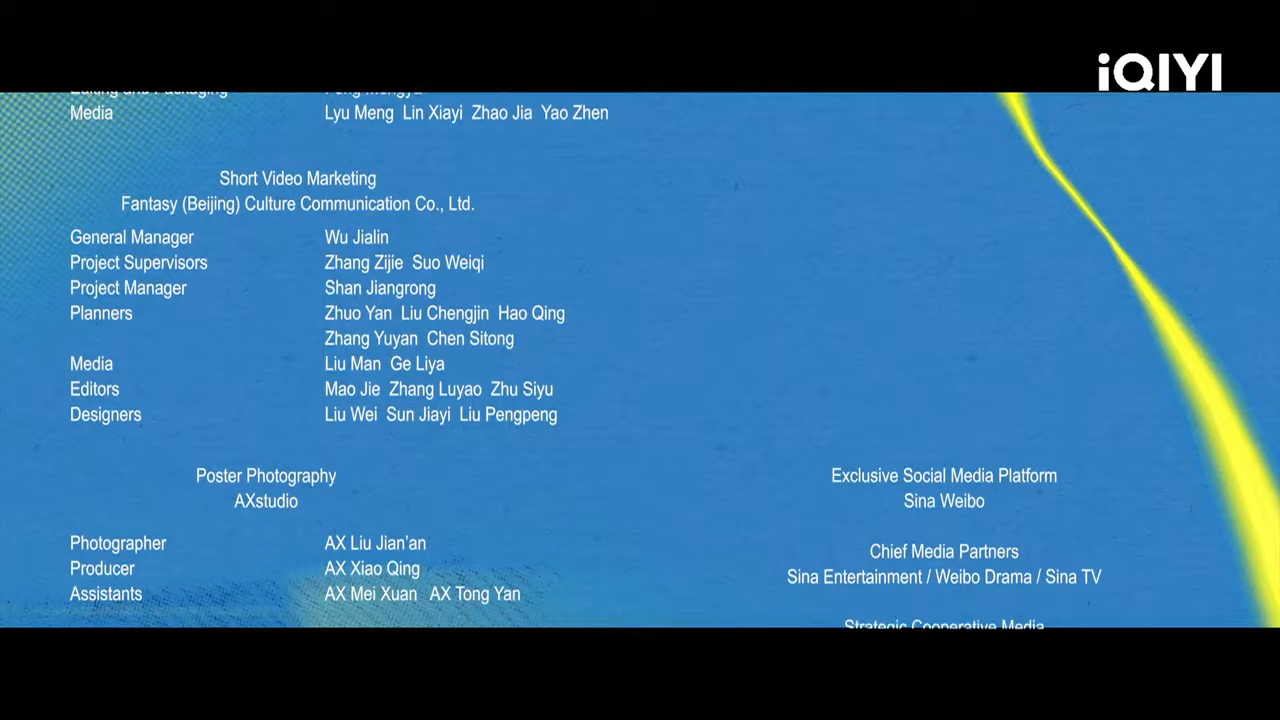 iQIYI
Media Lyu Meng Lin Xiayi Zhao Jia Yao Zhen
Short Video Marketing
Fantasy (Beijing) Culture Communication Co., Ltd.
General Manager Wu Jialin
Project Supervisors Zhang Zijie Suo Weiqi
Project Manager Shan Jiangrong
Planners Zhuo Yan Liu Chengjin Hao Qing
Zhang Yuyan Chen Sitong
Media Liu Man Ge Liya
Editors Mao Jie Zhang Luyao Zhu Siyu
Designers Liu Wei Sun Jiayi Liu Pengpeng
Poster Photography
AXstudio
Photographer AX Liu Jian’an
Producer AX Xiao Qing
Assistants AX Mei Xuan AX Tong Yan
Exclusive Social Media Platform
Sina Weibo
Chief Media Partners
Sina Entertainment / Weibo Drama / Sina TV
Strategic Cooperative Media